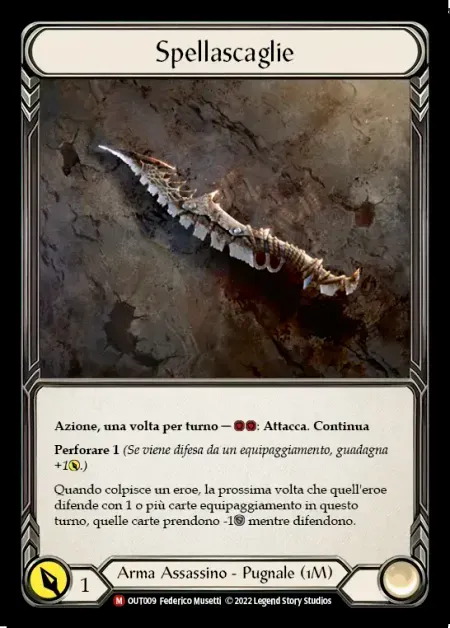 Spellascaglie
Azione, una volta per turno — : Attacca. Continua
Perforare 1 (Se viene difesa da un equipaggiamento, guadagna
+1.)
Quando colpisce un eroe, la prossima volta che quell'eroe
difende con 1 o più carte equipaggiamento in questo
turno, quelle carte prendono -1 mentre difendono.
1
Arma Assassino - Pugnale (1M)
M OUT009 Federico Musetti © 2022 Legend Story Studios